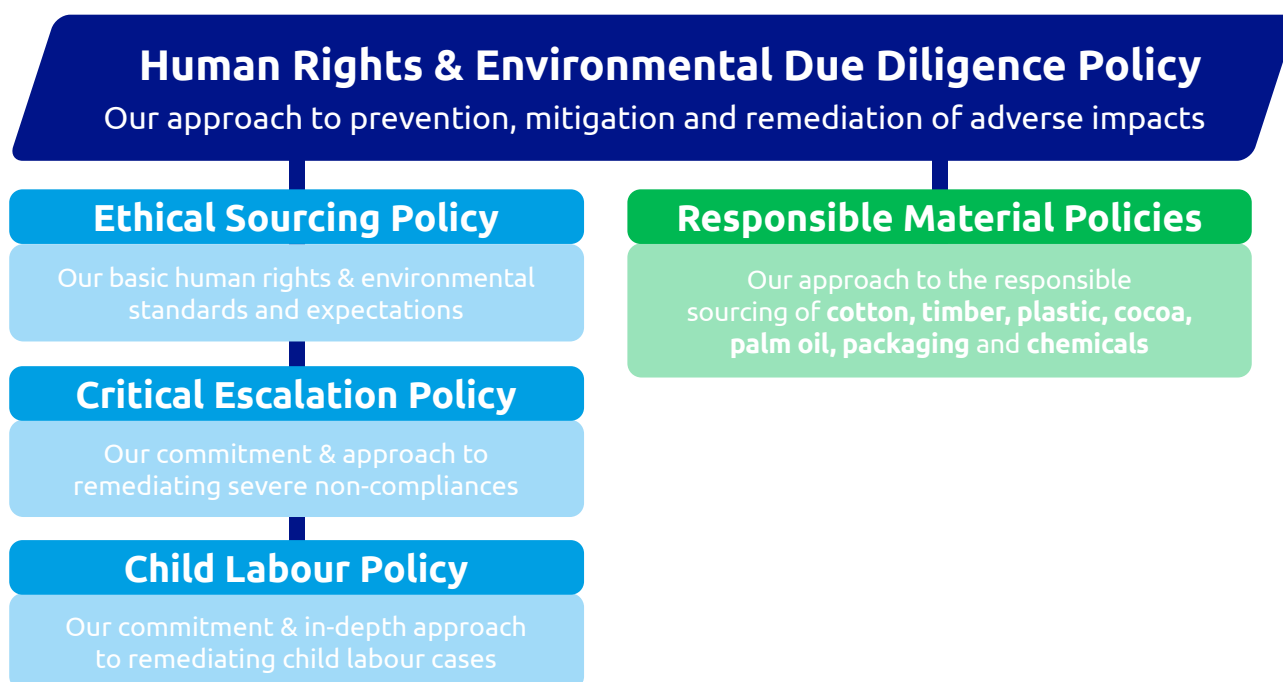 Human Rights & Environmental Due Diligence Policy
Our approach to prevention, mitigation and remediation of adverse impacts
Ethical Sourcing Policy
Our basic human rights & environmental
standards and expectations
Critical Escalation Policy
Our commitment & approach to
remediating severe non-compliances
Child Labour Policy
Our commitment & in-depth approach
to remediating child labour cases
Responsible Material Policies
Our approach to the responsible
sourcing of cotton, timber, plastic, cocoa,
palm oil, packaging and chemicals